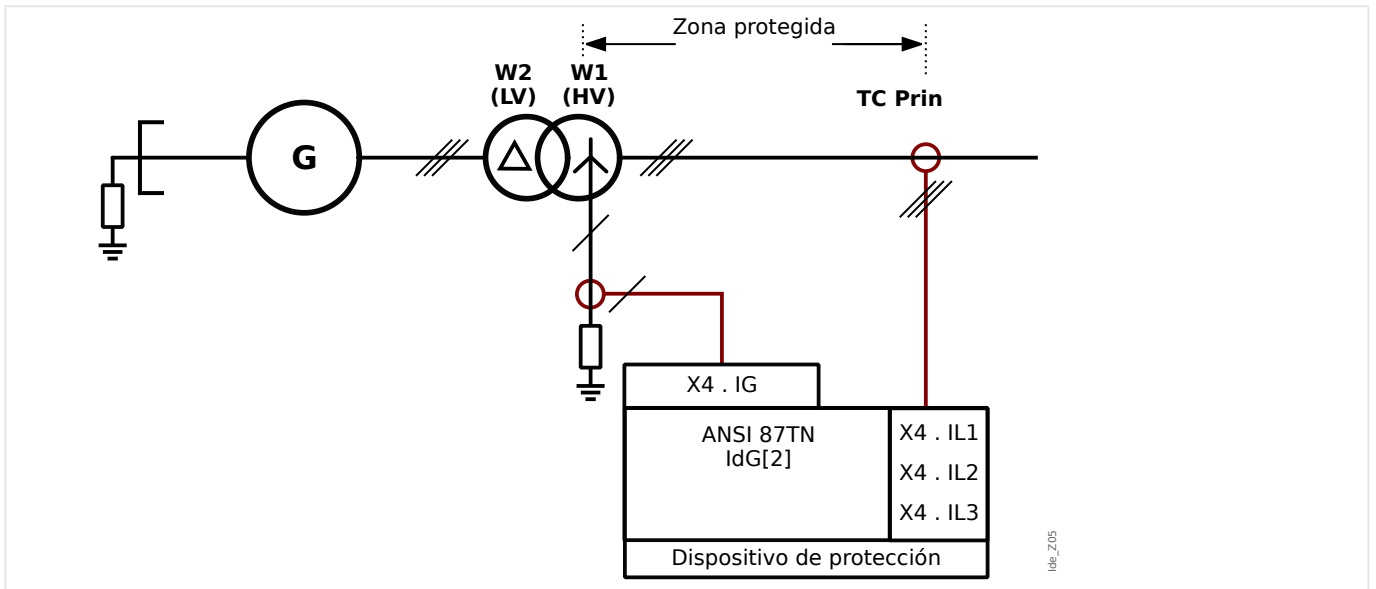 Zona protegida
W2
(LV)
W1
(HV)
TC Prin
G
X4 . IG
ANSI 87TN
IdG[2]
X4 . IL1
X4 . IL2
X4 . IL3
Dispositivo de protección
Ide_Z05